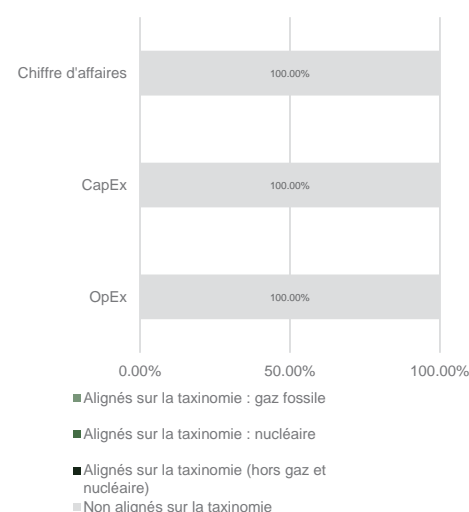 Chiffre d'affaires
100.00%
CapEx
100.00%
OpEx
100.00%
0.00% 50.00% 100.00%
Alignés sur la taxinomie : gaz fossile
Alignés sur la taxinomie : nucléaire
Alignés sur la taxinomie (hors gaz et
nucléaire)
Non alignés sur la taxinomie